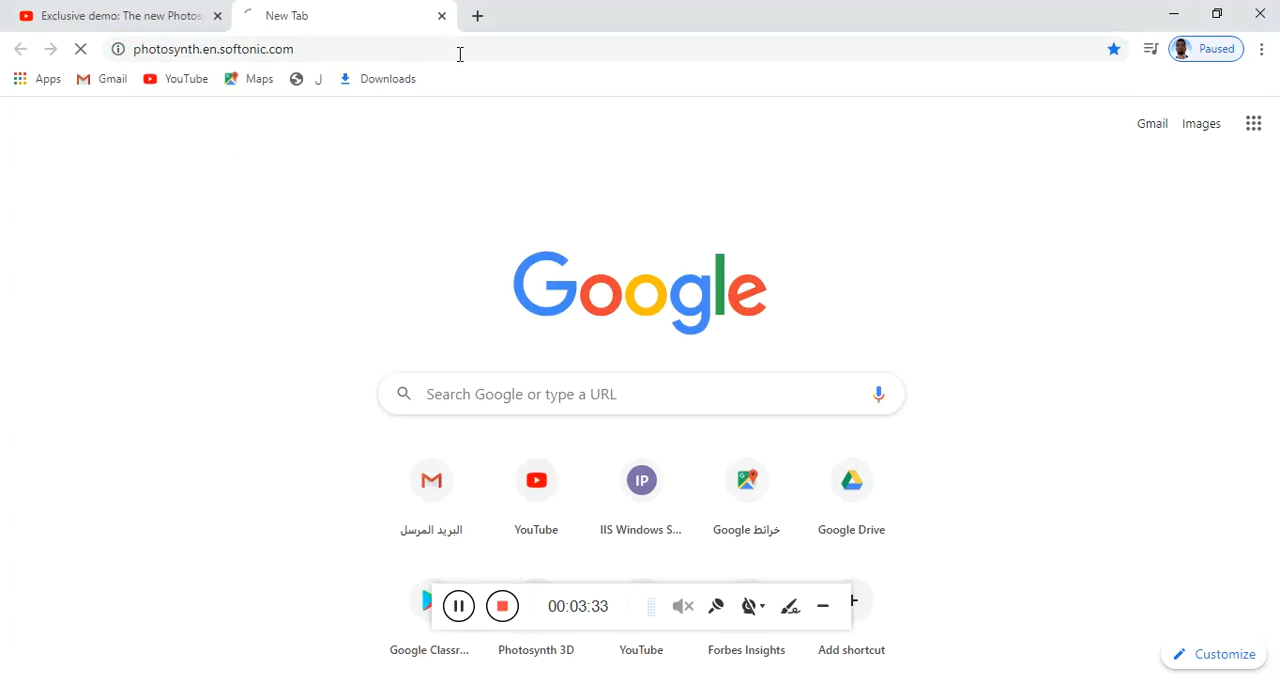 Exclusive demo: The new Photos
New Tab
photosynth.en.softonic.com
Paused
Apps
Gmail
YouTube
Maps
J
Downloads
Gmail
Images
Google
Search Google or type a URL
IP
البريد المرسل
YouTube
IIS Windows S...
خرائط Google
Google Drive
00:03:33
Google Classr...
Photosynth 3D
YouTube
Forbes Insights
Add shortcut
Customize